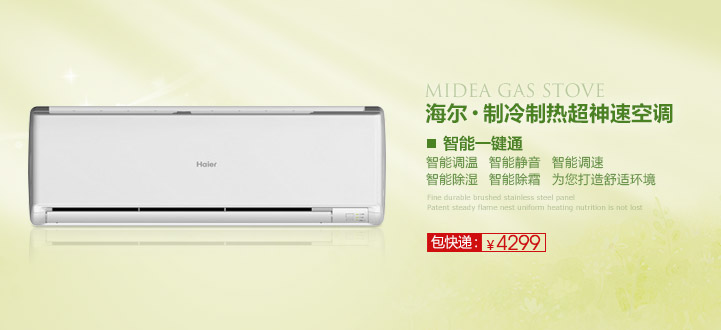 Haier
MIDEA GAS STOVE
海尔·制冷制热超神速空调
■ 智能一键通
智能调温 智能静音 智能调速
智能除湿 智能除霜 为您打造舒适环境
Fine durable brushed stainless steel panel
Patent steady flame nest uniform heating nutrition is not lost
包快递: ¥4299